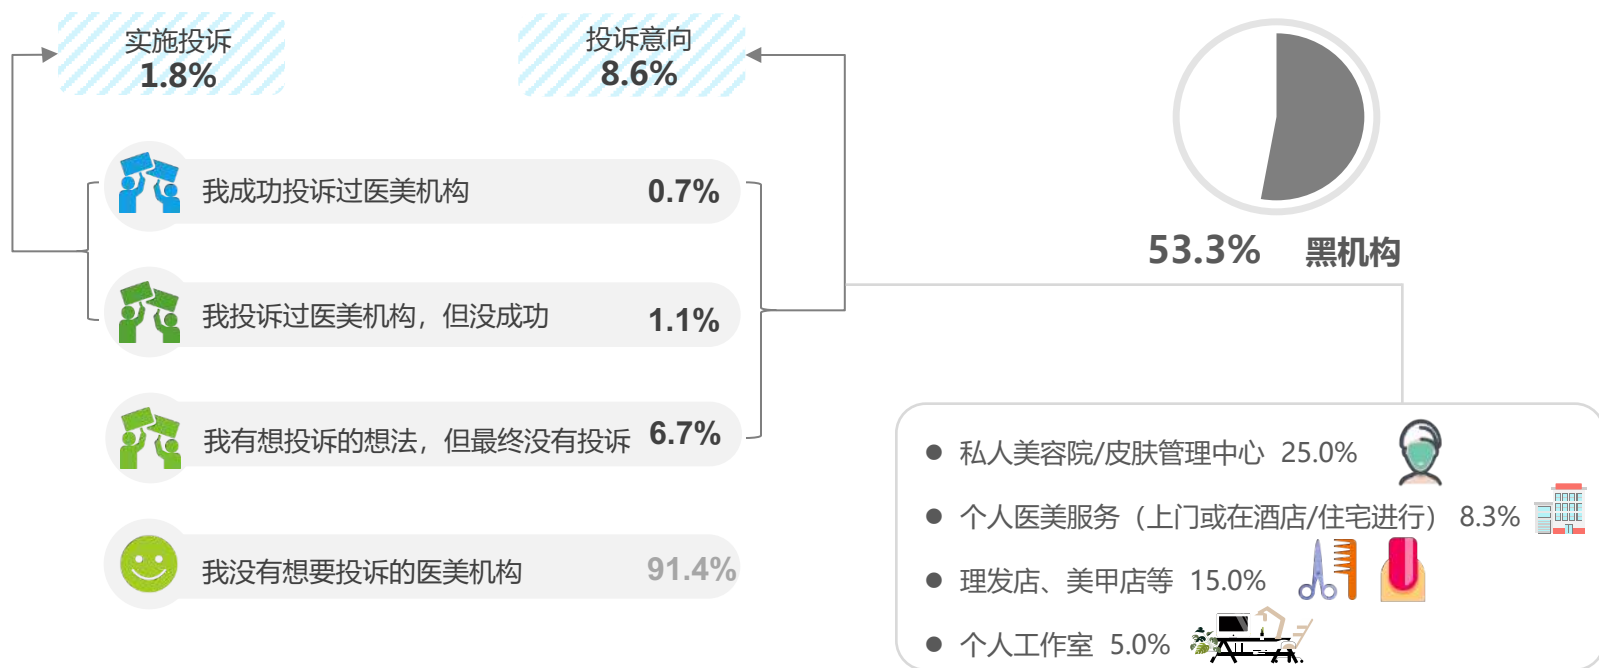 实施投诉
1.8%
投诉意向
8.6%
我成功投诉过医美机构 0.7%
我投诉过医美机构，但没成功 1.1%
我有想投诉的想法，但最终没有投诉 6.7%
我没有想要投诉的医美机构 91.4%
53.3% 黑机构
● 私人美容院/皮肤管理中心 25.0%
● 个人医美服务（上门或在酒店/住宅进行） 8.3%
● 理发店、美甲店等 15.0%
● 个人工作室 5.0%